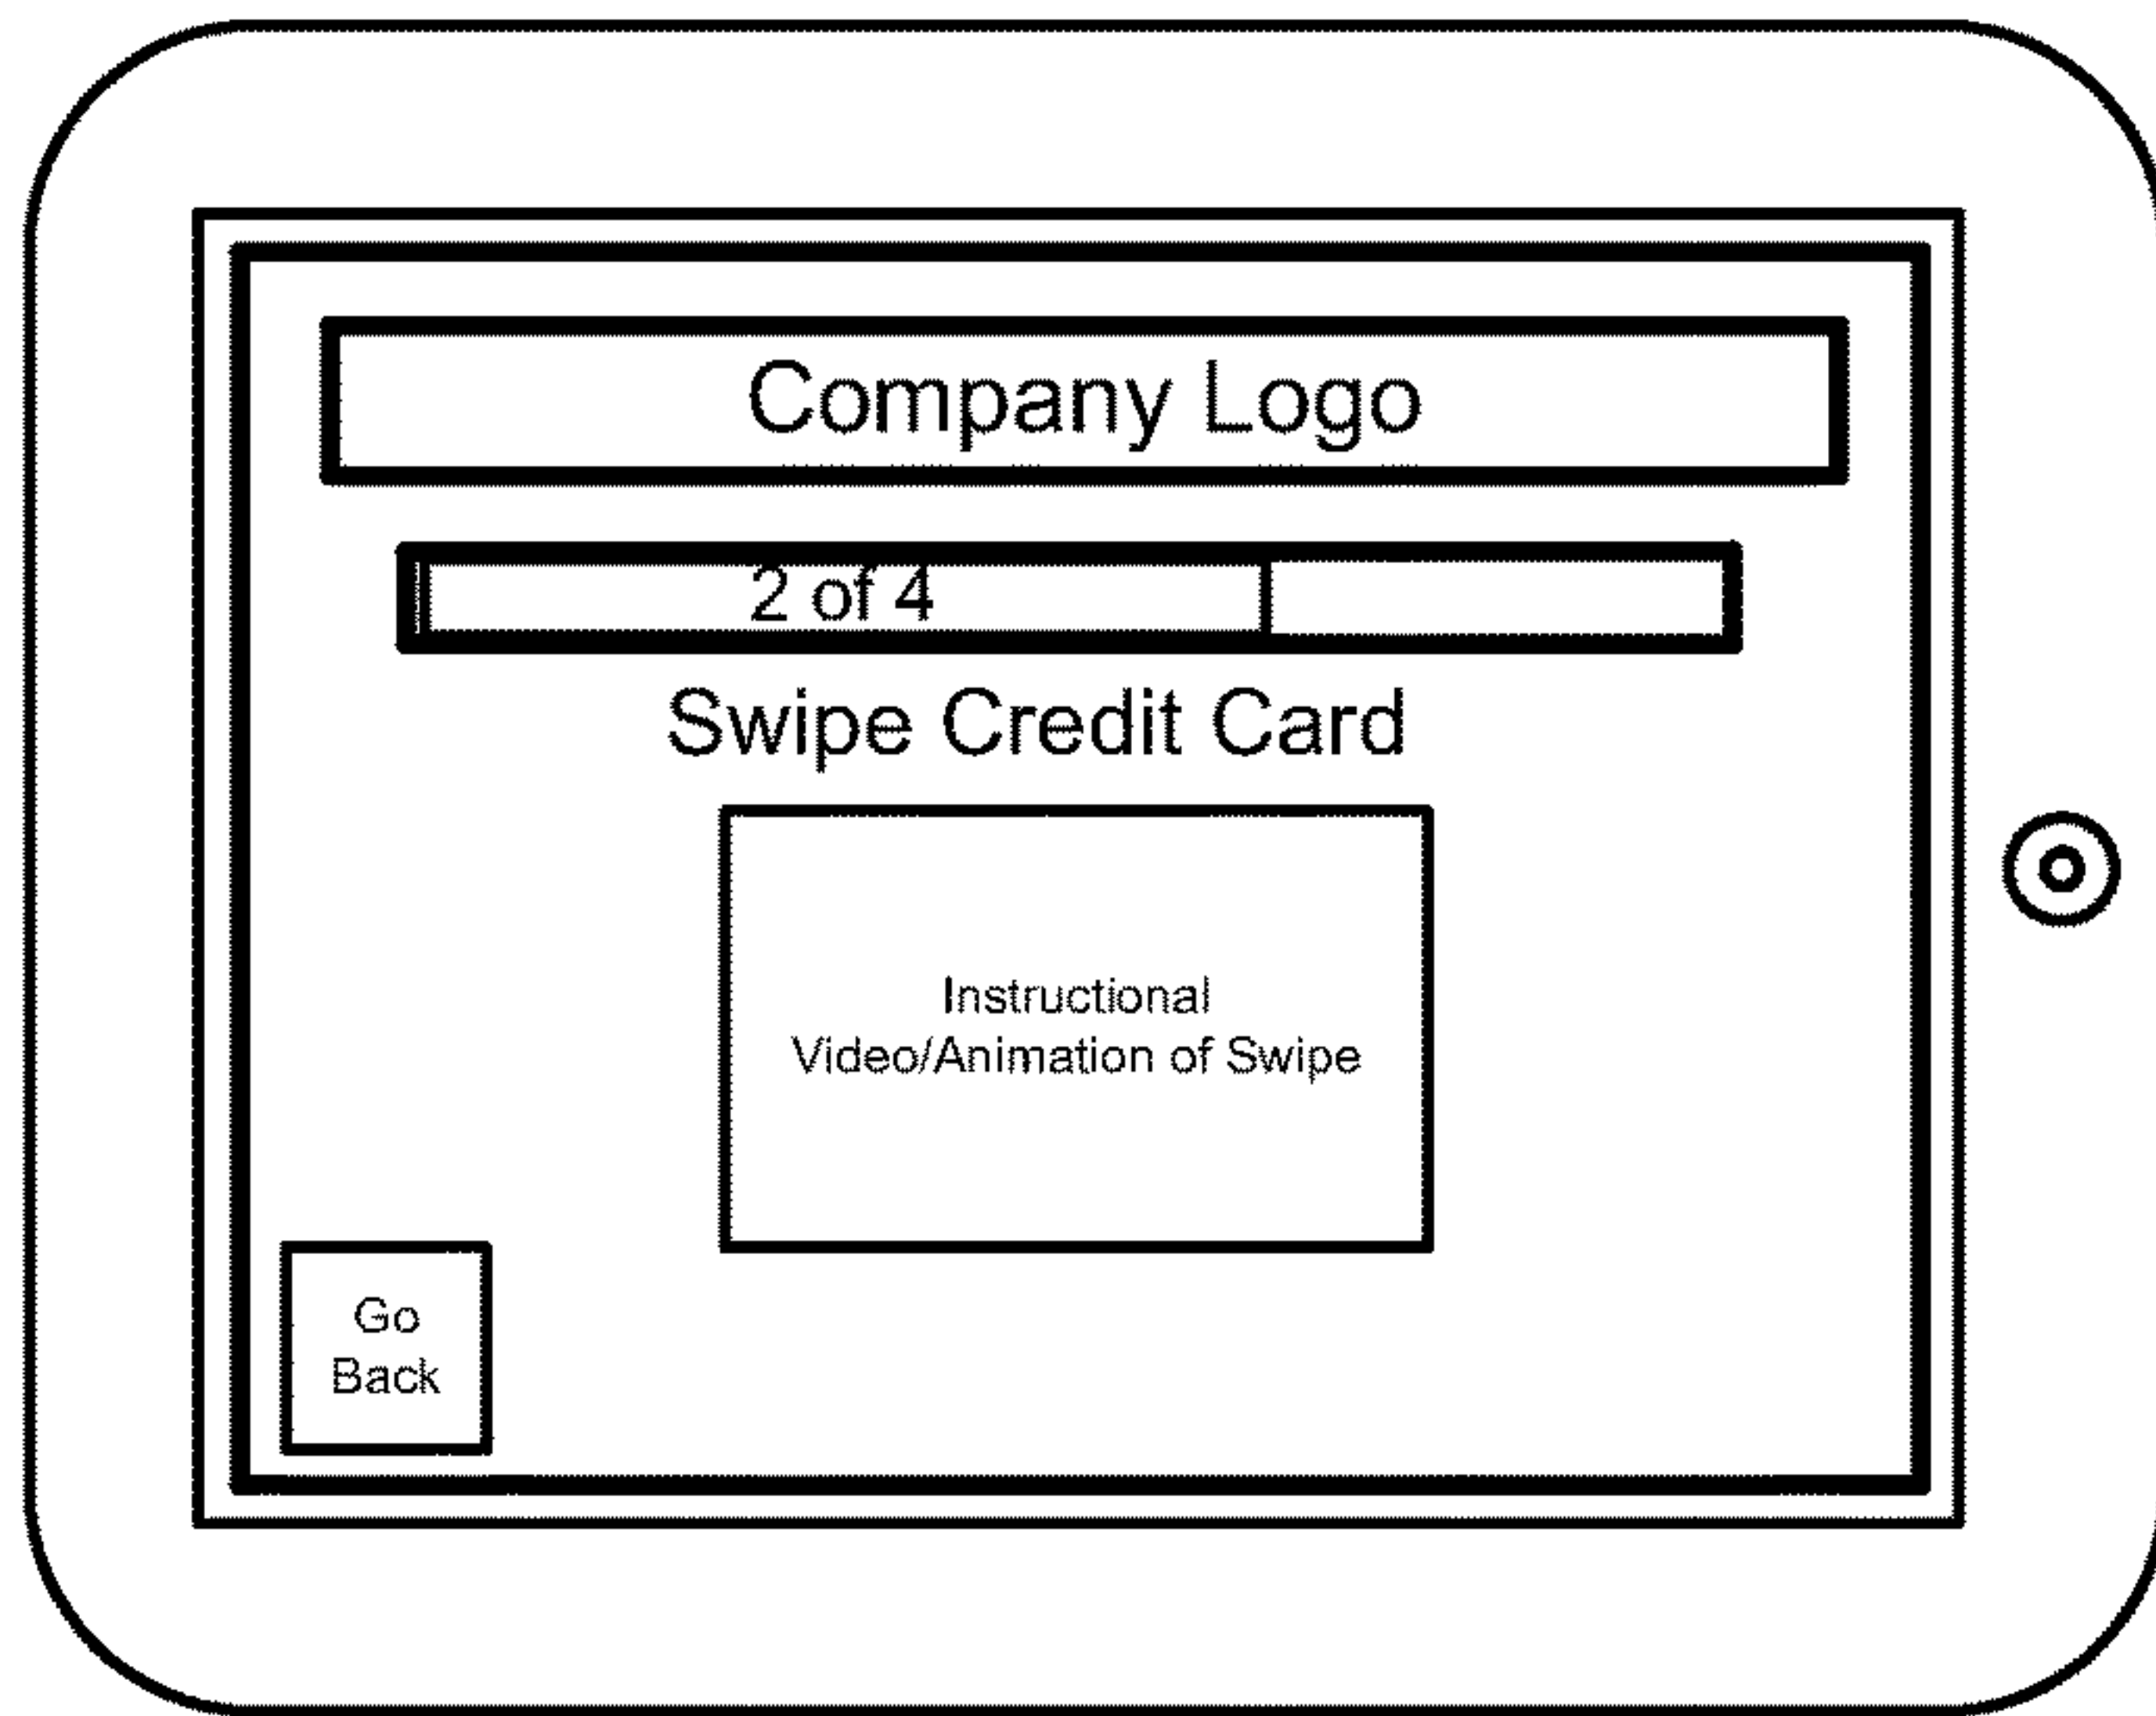 Company Logo
2 of 4
Swipe Credit Card
Instructional
Video/Animation of Swipe
Go
Back